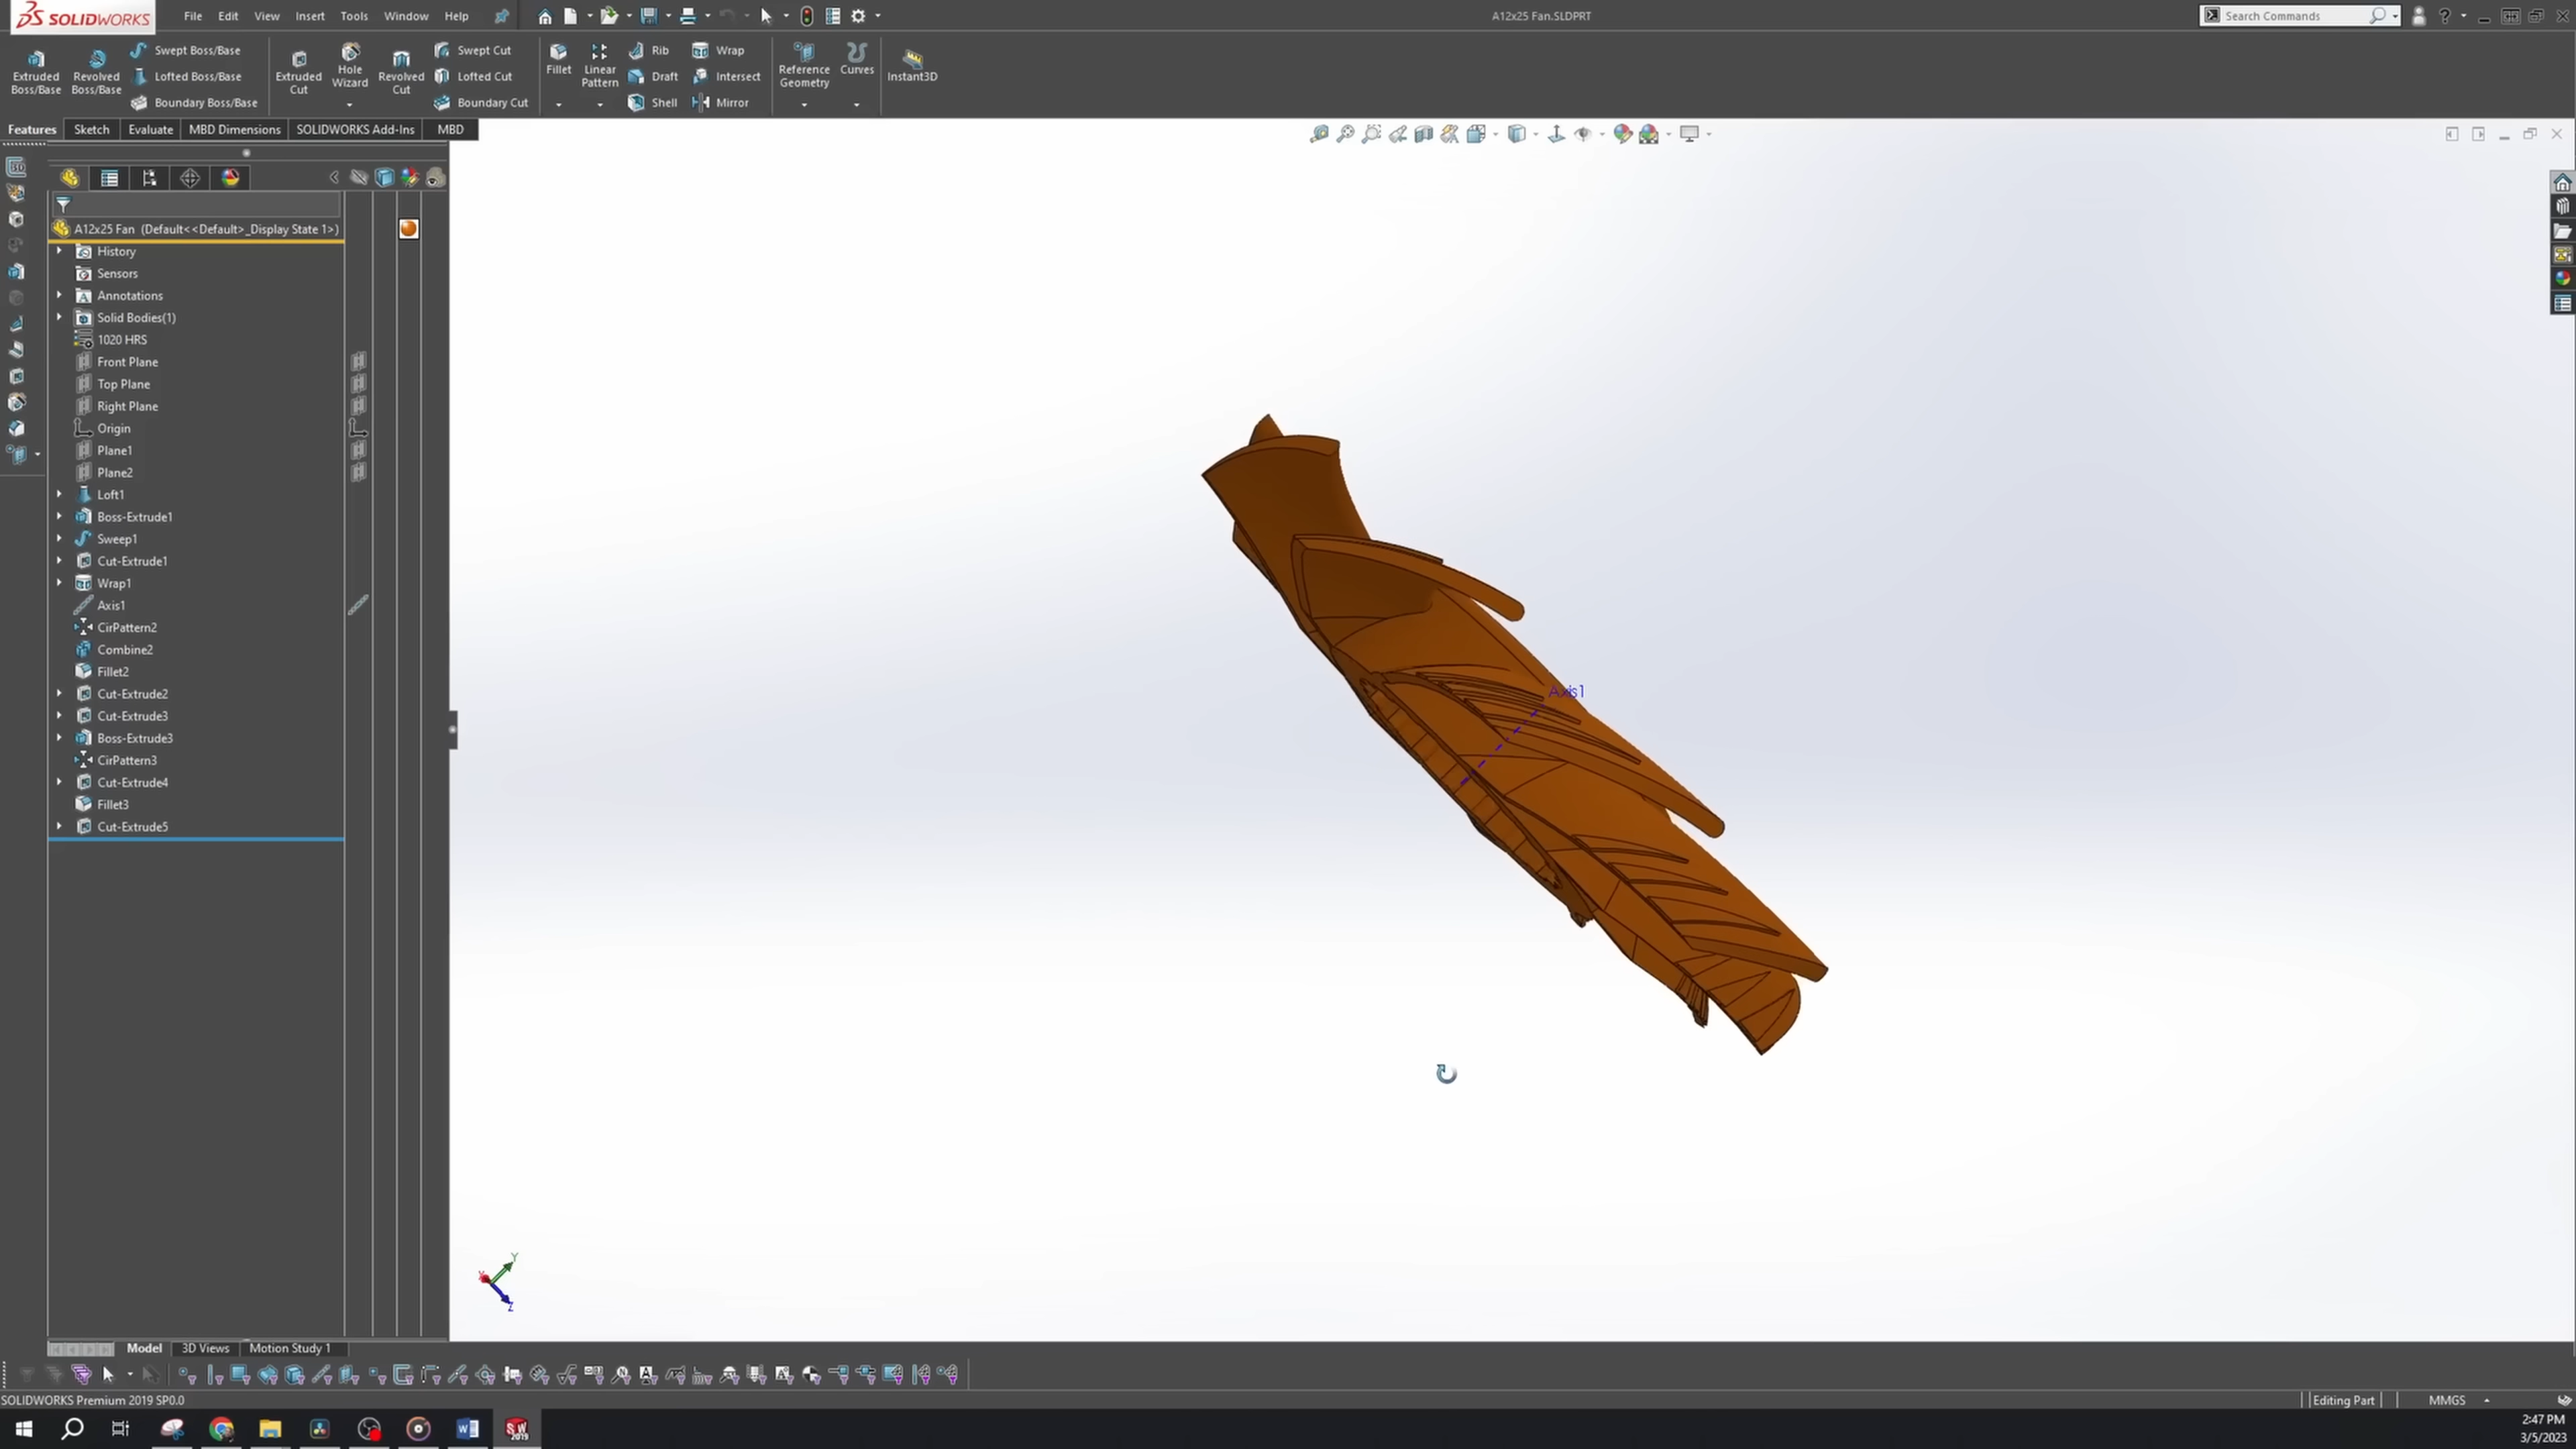 SOLIDWORKS
File Edit View Insert Tools Window Help
A12x25 Fan.SLDPRT
Search Commands
Extruded Boss/Base
Revolved Boss/Base
Swept Boss/Base
Lofted Boss/Base
Boundary Boss/Base
Extruded Cut
Hole Wizard
Revolved Cut
Swept Cut
Lofted Cut
Boundary Cut
Fillet
Linear Pattern
Rib
Draft
Shell
Wrap
Intersect
Mirror
Reference Geometry
Curves
Instant3D
Features Sketch Evaluate MBD Dimensions SOLIDWORKS Add-Ins MBD
A12x25 Fan (Default<<Default>_Display State 1>)
History
Sensors
Annotations
Solid Bodies(1)
1020 HRS
Front Plane
Top Plane
Right Plane
Origin
Plane1
Plane2
Loft1
Boss-Extrude1
Sweep1
Cut-Extrude1
Wrap1
Axis1
CirPattern2
Combine2
Fillet2
Cut-Extrude2
Cut-Extrude3
Boss-Extrude3
CirPattern3
Cut-Extrude4
Fillet3
Cut-Extrude5
Axis1
Y
X
Z
Model 3D Views Motion Study 1
SOLIDWORKS Premium 2019 SP0.0
Editing Part
MMGS
2:47 PM
3/5/2023